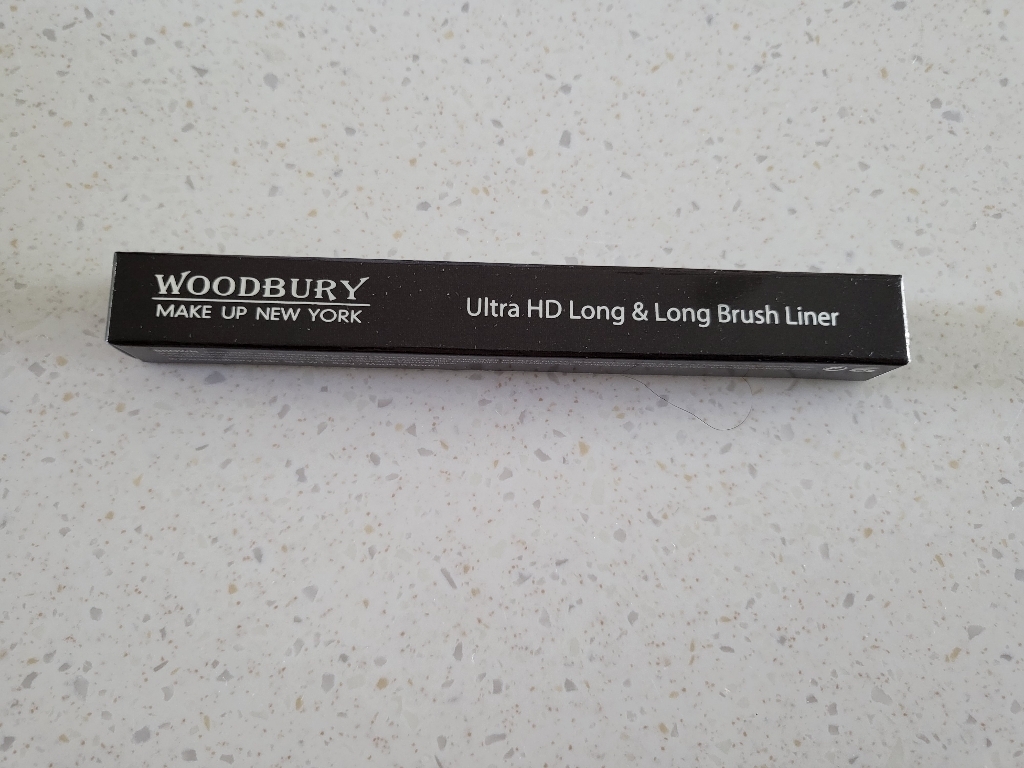 WOODBURY
MAKE UP NEW YORK
Ultra HD Long & Long Brush Liner